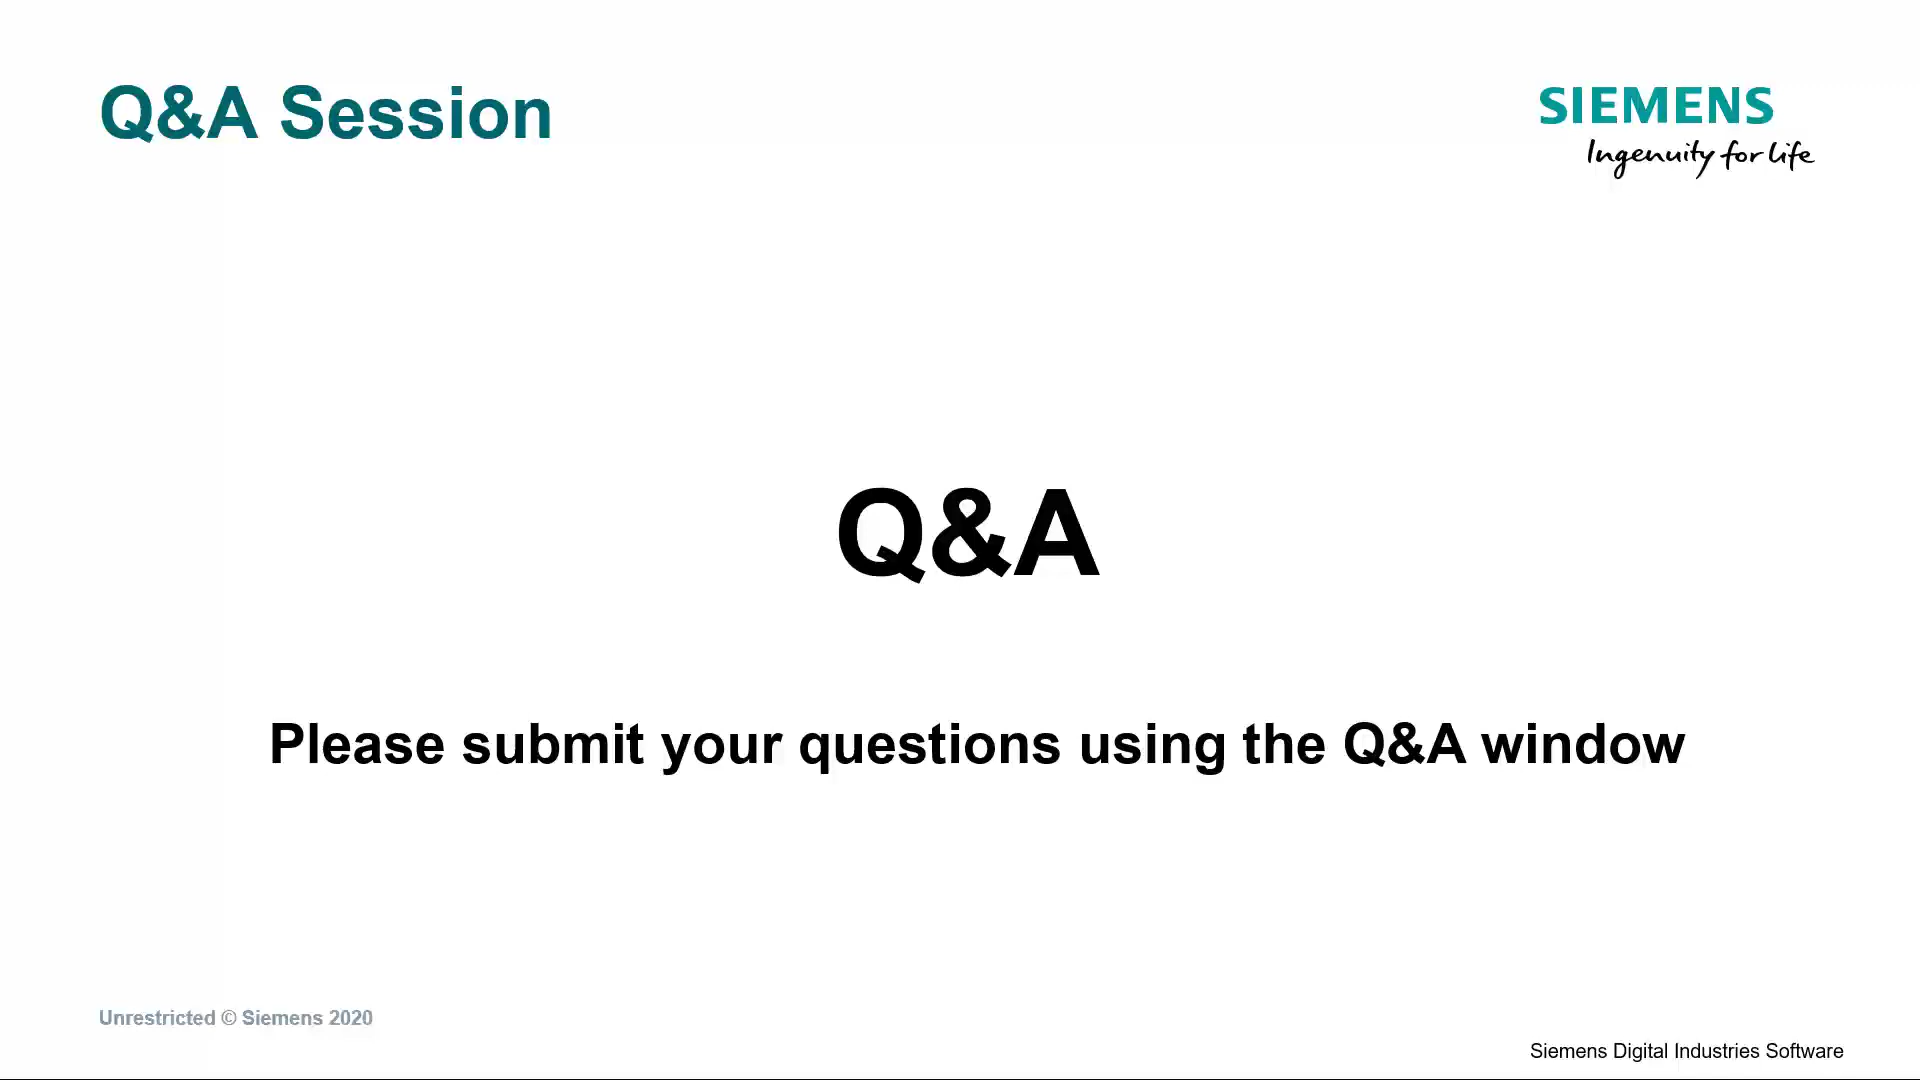 Q&A Session
SIEMENS
Ingenuity for life
Q&A
Please submit your questions using the Q&A window
Unrestricted © Siemens 2020
Siemens Digital Industries Software